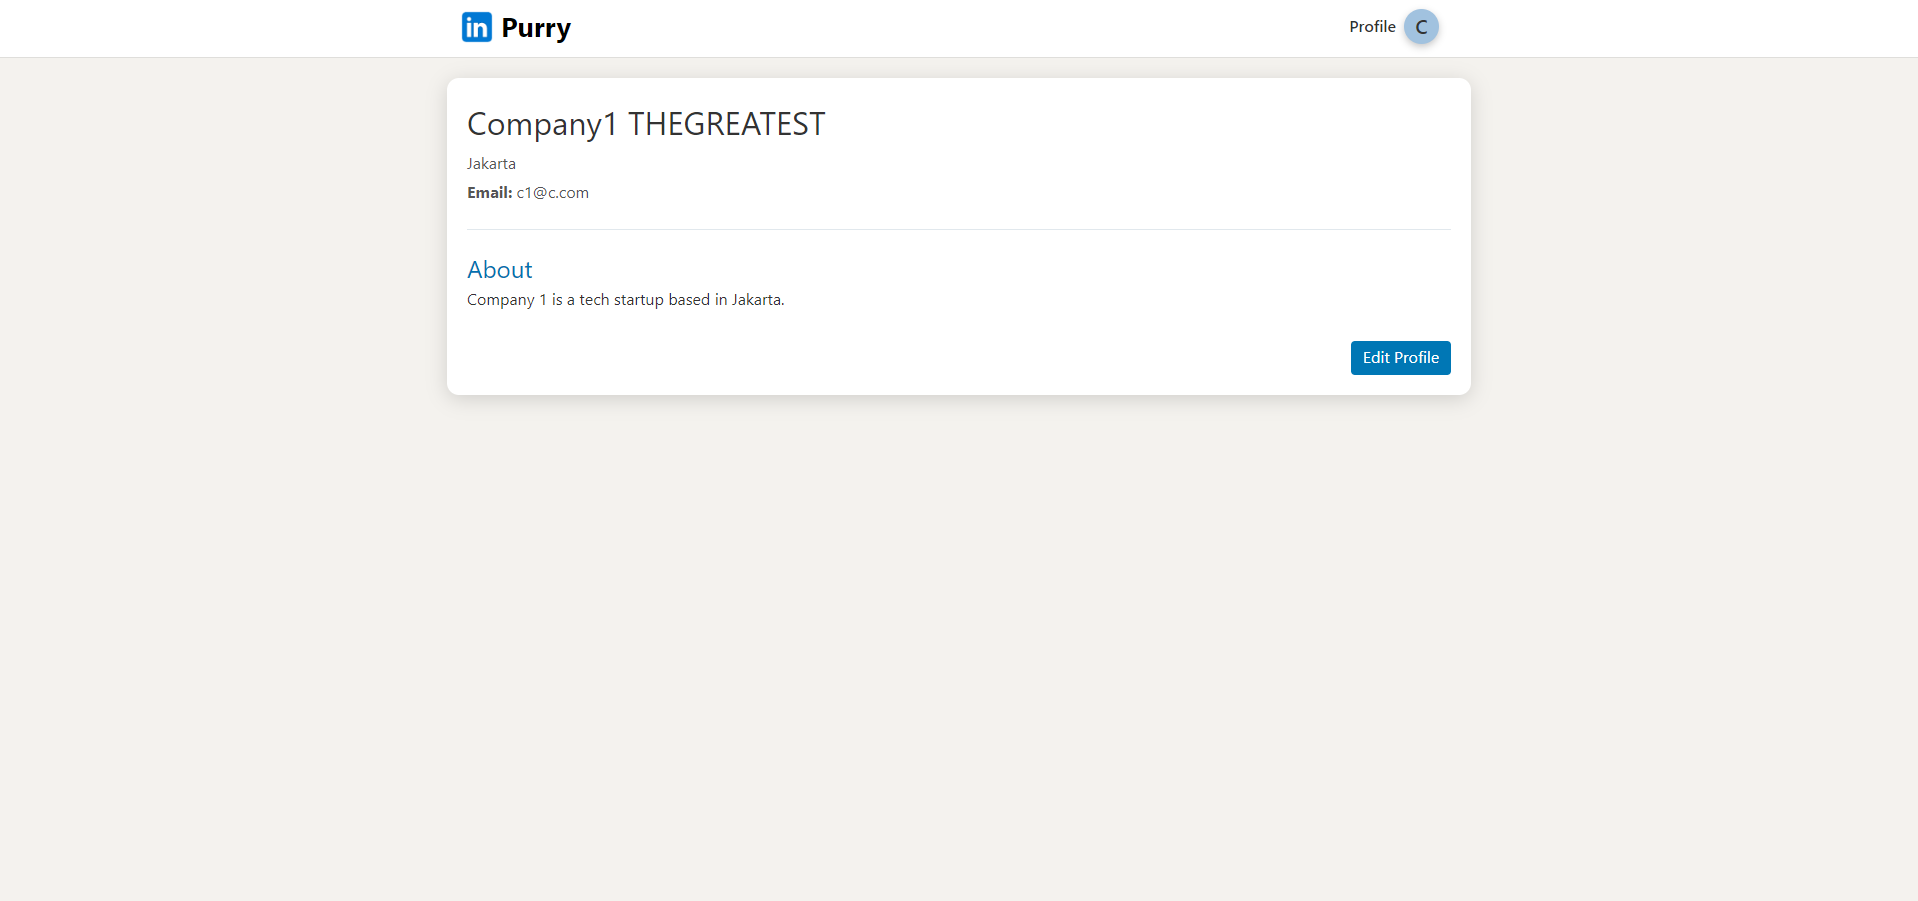 in Purry
Profile C
Company1 THEGREATEST
Jakarta
Email: c1@c.com
About
Company 1 is a tech startup based in Jakarta.
Edit Profile